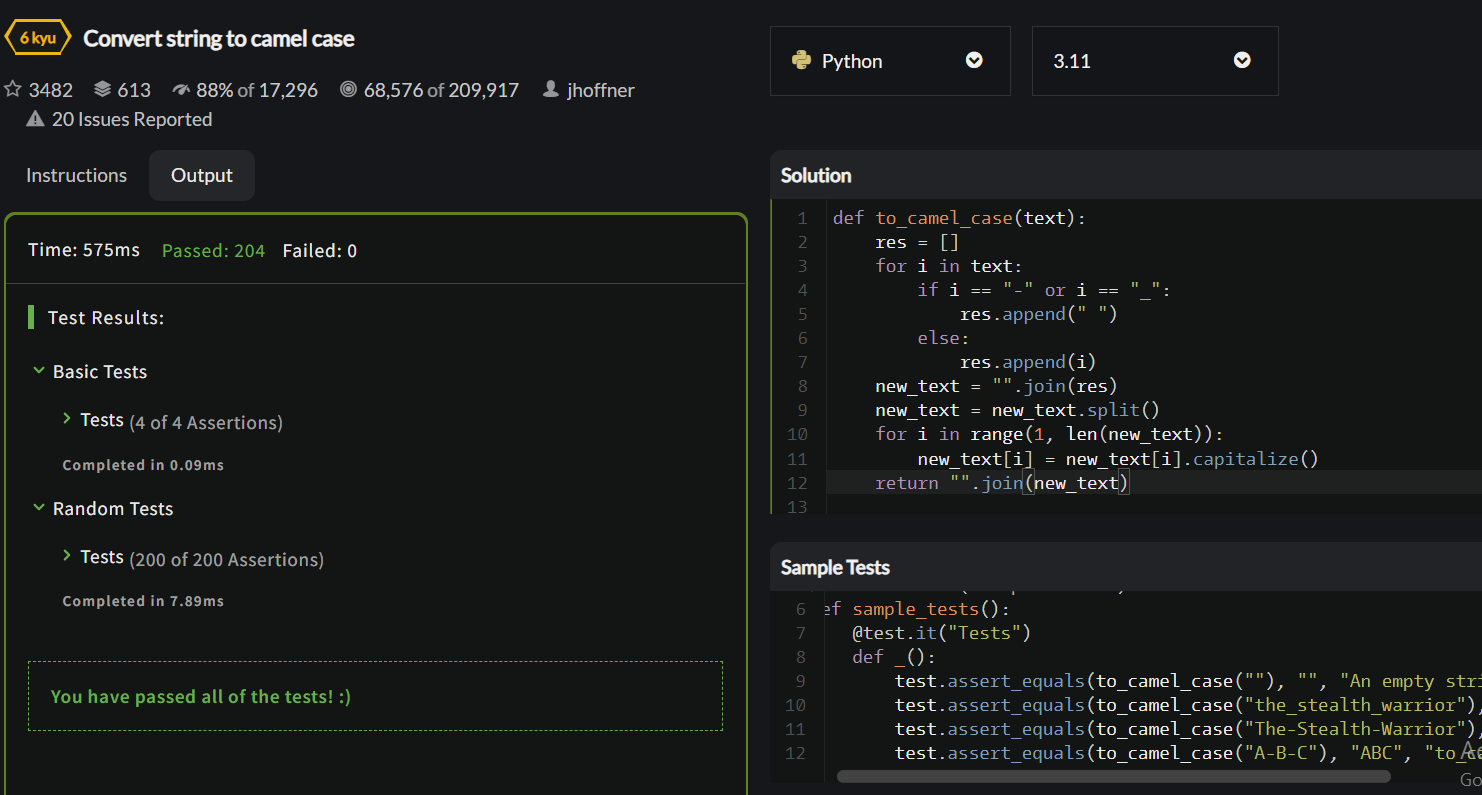 6 kyu Convert string to camel case
3482 613 88% of 17,296 68,576 of 209,917 jhoffner
20 Issues Reported
Instructions Output
Time: 575ms Passed: 204 Failed: 0
Test Results:
Basic Tests
Tests (4 of 4 Assertions)
Completed in 0.09ms
Random Tests
Tests (200 of 200 Assertions)
Completed in 7.89ms
You have passed all of the tests! :)
Python 3.11
Solution
1 def to_camel_case(text):
2     res = []
3     for i in text:
4         if i == "-" or i == "_":
5             res.append(" ")
6         else:
7             res.append(i)
8     new_text = "".join(res)
9     new_text = new_text.split()
10     for i in range(1, len(new_text)):
11         new_text[i] = new_text[i].capitalize()
12     return "".join(new_text)
13
Sample Tests
6 ef sample_tests():
7 @test.it("Tests")
8 def _():
9 test.assert_equals(to_camel_case(""), "", "An empty stri
10 test.assert_equals(to_camel_case("the_stealth_warrior"),
11 test.assert_equals(to_camel_case("The-Stealth-Warrior"),
12 test.assert_equals(to_camel_case("A-B-C"), "ABC", "to_c
Go